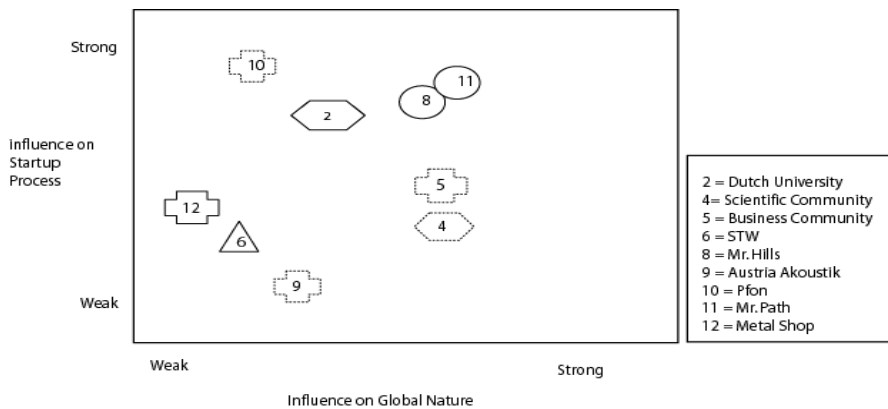 Strong
10
11
8
2
Influence on
Startup
Process
5
12
4
6
9
Weak
Weak
Strong
Influence on Global Nature
2 = Dutch University
4= Scientific Community
5 = Business Community
6 = STW
8 = Mr. Hills
9 = Austria Akoustik
10 = Pfon
11 = Mr. Path
12 = Metal Shop